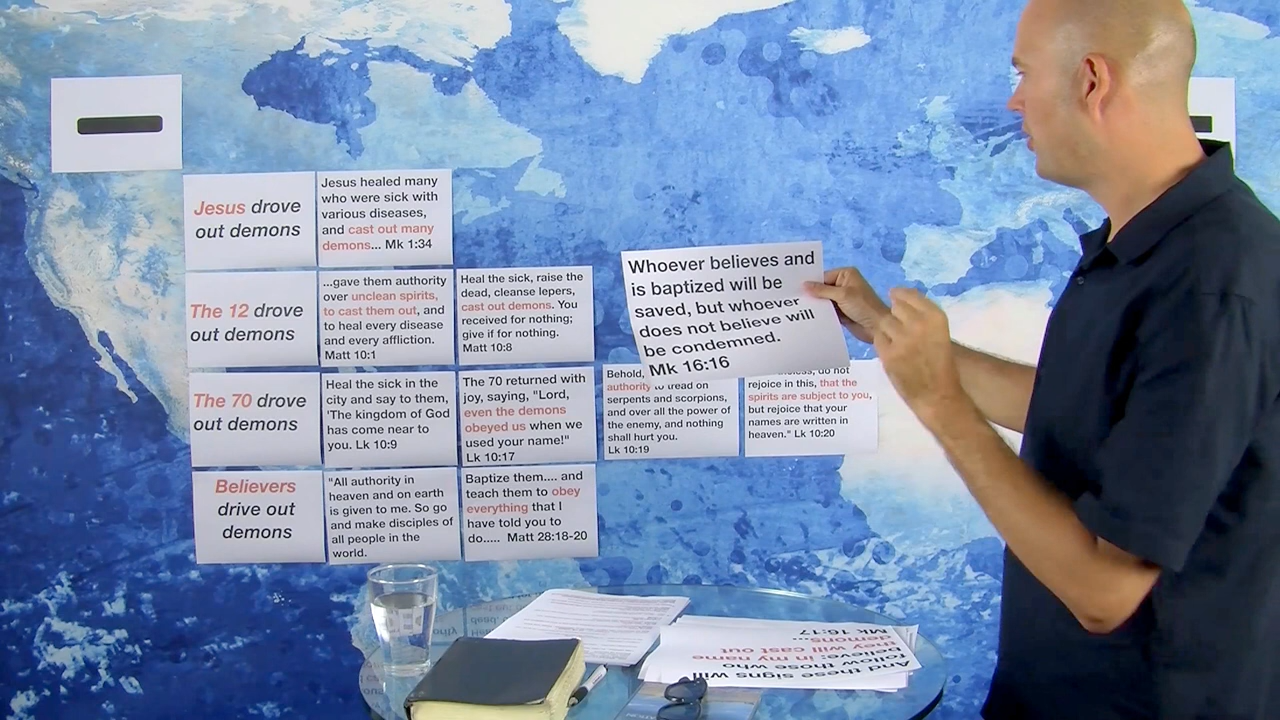 Jesus drove
out demons
Jesus healed many
who were sick with
various diseases,
and cast out many
demons... Mk 1:34
The 12 drove
out demons
...gave them authority
over unclean spirits,
to cast them out, and
to heal every disease
and every affliction.
Matt 10:1
Heal the sick, raise the
dead, cleanse lepers,
cast out demons. You
received for nothing;
give if for nothing.
Matt 10:8
Whoever believes and
is baptized will be
saved, but whoever
does not believe will
be condemned.
Mk 16:16
The 70 drove
out demons
Heal the sick in the
city and say to them,
'The kingdom of God
has come near to
you. Lk 10:9
The 70 returned with
joy, saying, "Lord,
even the demons
obeyed us when we
used your name!"
Lk 10:17
Behold,
authority to tread on
serpents and scorpions,
and over all the power of
the enemy, and nothing
shall hurt you.
Lk 10:19
do not
rejoice in this, that the
spirits are subject to you,
but rejoice that your
names are written in
heaven." Lk 10:20
Believers
drive out
demons
"All authority in
heaven and on earth
is given to me. So go
and make disciples of
all people in the
world.
Baptize them.... and
teach them to obey
everything that I
have told you to
do..... Matt 28:18-20
And these signs will
follow those who
believe in my name
they will cast out
demons...
Mk 16:17